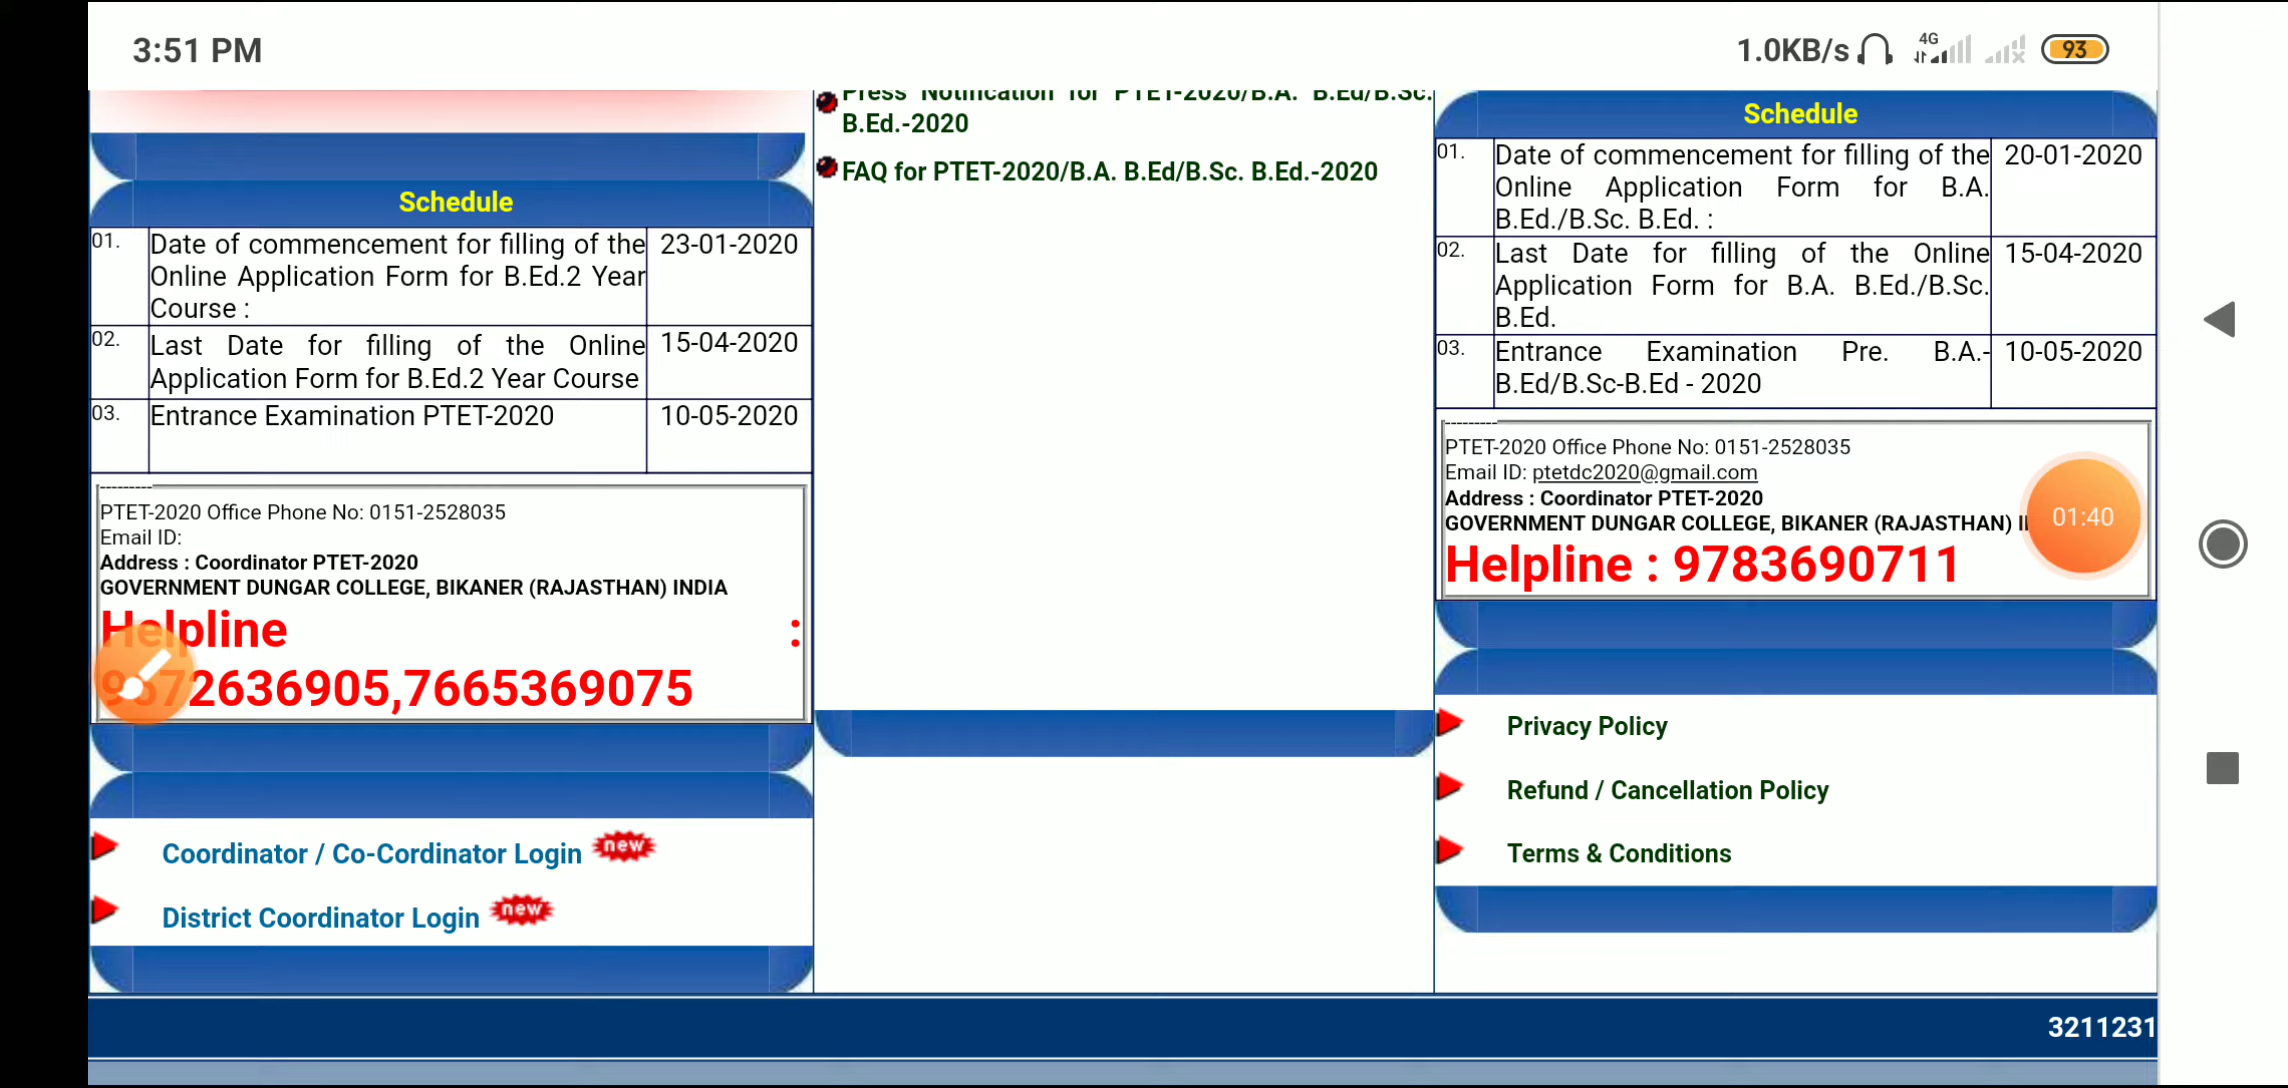 3:51 PM
1.0KB/s 4G 93
Schedule
01. Date of commencement for filling of the 23-01-2020
Online Application Form for B.Ed.2 Year
Course :
02. Last Date for filling of the Online 15-04-2020
Application Form for B.Ed.2 Year Course
03. Entrance Examination PTET-2020 10-05-2020
PTET-2020 Office Phone No: 0151-2528035
Email ID:
Address : Coordinator PTET-2020
GOVERNMENT DUNGAR COLLEGE, BIKANER (RAJASTHAN) INDIA
Helpline :
72636905,7665369075
Coordinator / Co-Cordinator Login new
District Coordinator Login new
Press Notification for PTET-2020/B.A. B.Ed/B.Sc.
B.Ed.-2020
FAQ for PTET-2020/B.A. B.Ed/B.Sc. B.Ed.-2020
Schedule
01. Date of commencement for filling of the 20-01-2020
Online Application Form for B.A.
B.Ed./B.Sc. B.Ed. :
02. Last Date for filling of the Online 15-04-2020
Application Form for B.A. B.Ed./B.Sc.
B.Ed.
03. Entrance Examination Pre. B.A.- 10-05-2020
B.Ed/B.Sc-B.Ed - 2020
PTET-2020 Office Phone No: 0151-2528035
Email ID: ptetdc2020@gmail.com
Address : Coordinator PTET-2020
GOVERNMENT DUNGAR COLLEGE, BIKANER (RAJASTHAN)
01:40
Helpline : 9783690711
Privacy Policy
Refund / Cancellation Policy
Terms & Conditions
3211231